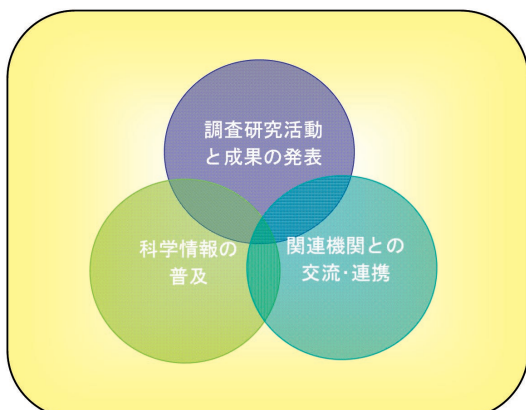 調査研究活動
と成果の発表
科学情報の
普及
関連機関との
交流・連携